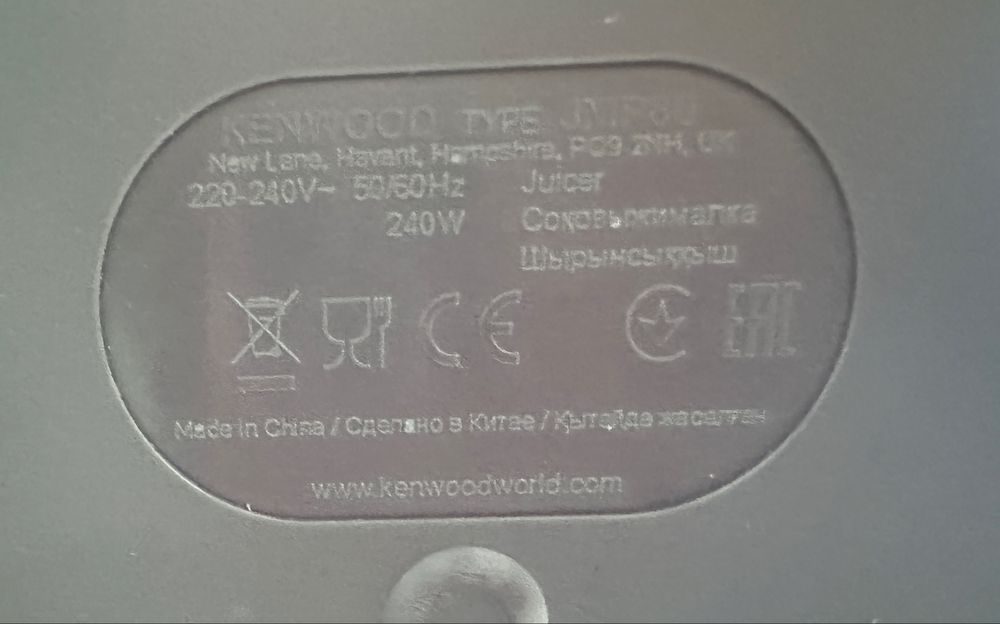 KENWOOD TYPE
New Lane, Havant, Hampshire, PO9 2NH, UK
220-240V~ 50/60Hz Juicer
240W Соковыжималка
Шырынсыққыш
CE EAC
Made in China / Сделано в Китае / Қытайда жасалған
www.kenwoodworld.com